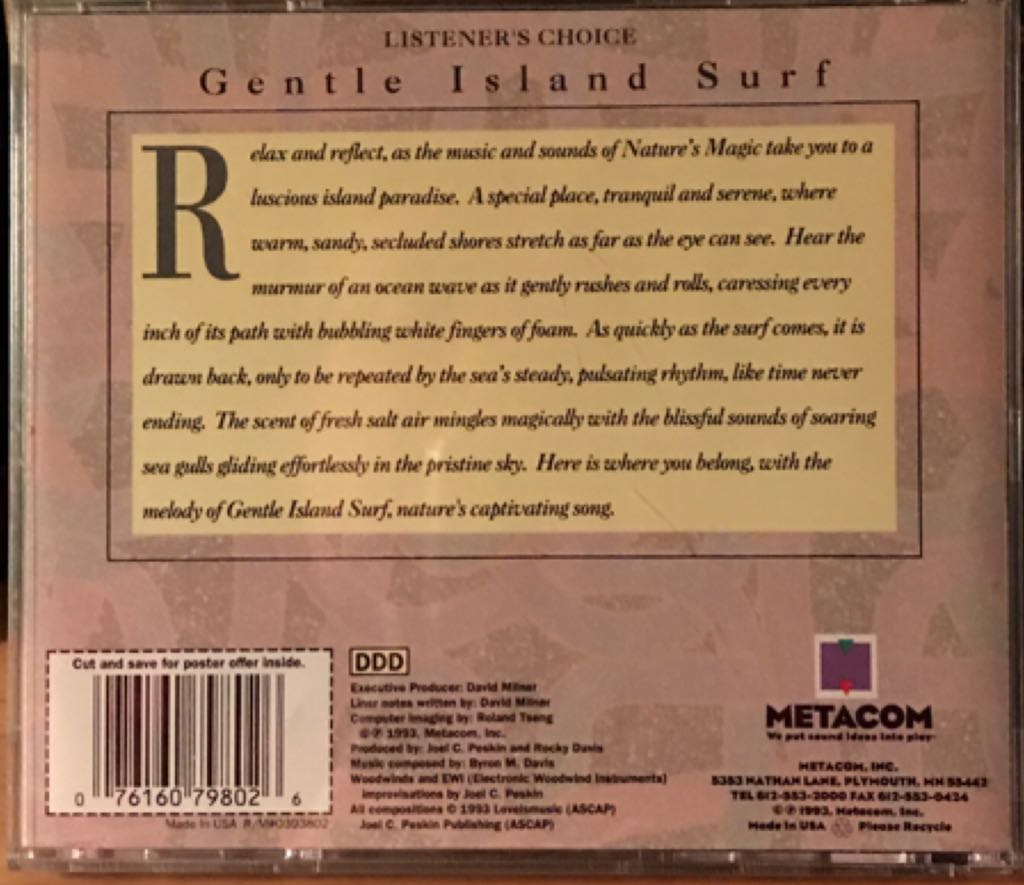 LISTENER'S CHOICE
Gentle Island Surf
Relax and reflect, as the music and sounds of Nature's Magic take you to a
luscious island paradise. A special place, tranquil and serene, where
warm, sandy, secluded shores stretch as far as the eye can see. Hear the
murmur of an ocean wave as it gently rushes and rolls, caressing every
inch of its path with bubbling white fingers of foam. As quickly as the surf comes, it is
drawn back, only to be repeated by the sea's steady, pulsating rhythm, like time never
ending. The scent of fresh salt air mingles magically with the blissful sounds of soaring
sea gulls gliding effortlessly in the pristine sky. Here is where you belong, with the
melody of Gentle Island Surf, nature's captivating song.
Cut and save for poster offer inside.
0 76160 79802 6
Made in USA
DDD
Executive Producer: David Milner
Liner notes written by: David Milner
Computer Imaging by: Roland Tseng
©℗ 1993, Metacom, Inc.
Produced by: Joel C. Peskin and Rocky Davis
Music composed by: Byron M. Davis
Woodwinds and EWI (Electronic Woodwind Instruments)
improvisations by Joel C. Peskin
All compositions © 1993 Lovelsmusic (ASCAP)
Joel C. Peskin Publishing (ASCAP)
METACOM
We put sound ideas into play
METACOM, INC.
5353 NATHAN LANE, PLYMOUTH, MN 55442
TEL 612-553-2000 FAX 612-553-0424
©℗ 1993, Metacom, Inc.
Made in USA Please Recycle